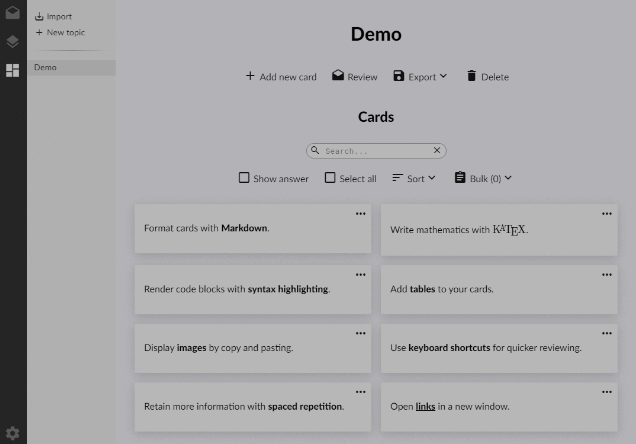 Import
New topic
Demo
Demo
Add new card Review Export Delete
Cards
Search...
Show answer Select all Sort Bulk (0)
Format cards with Markdown.
Write mathematics with KATEX.
Render code blocks with syntax highlighting.
Add tables to your cards.
Display images by copy and pasting.
Use keyboard shortcuts for quicker reviewing.
Retain more information with spaced repetition.
Open links in a new window.